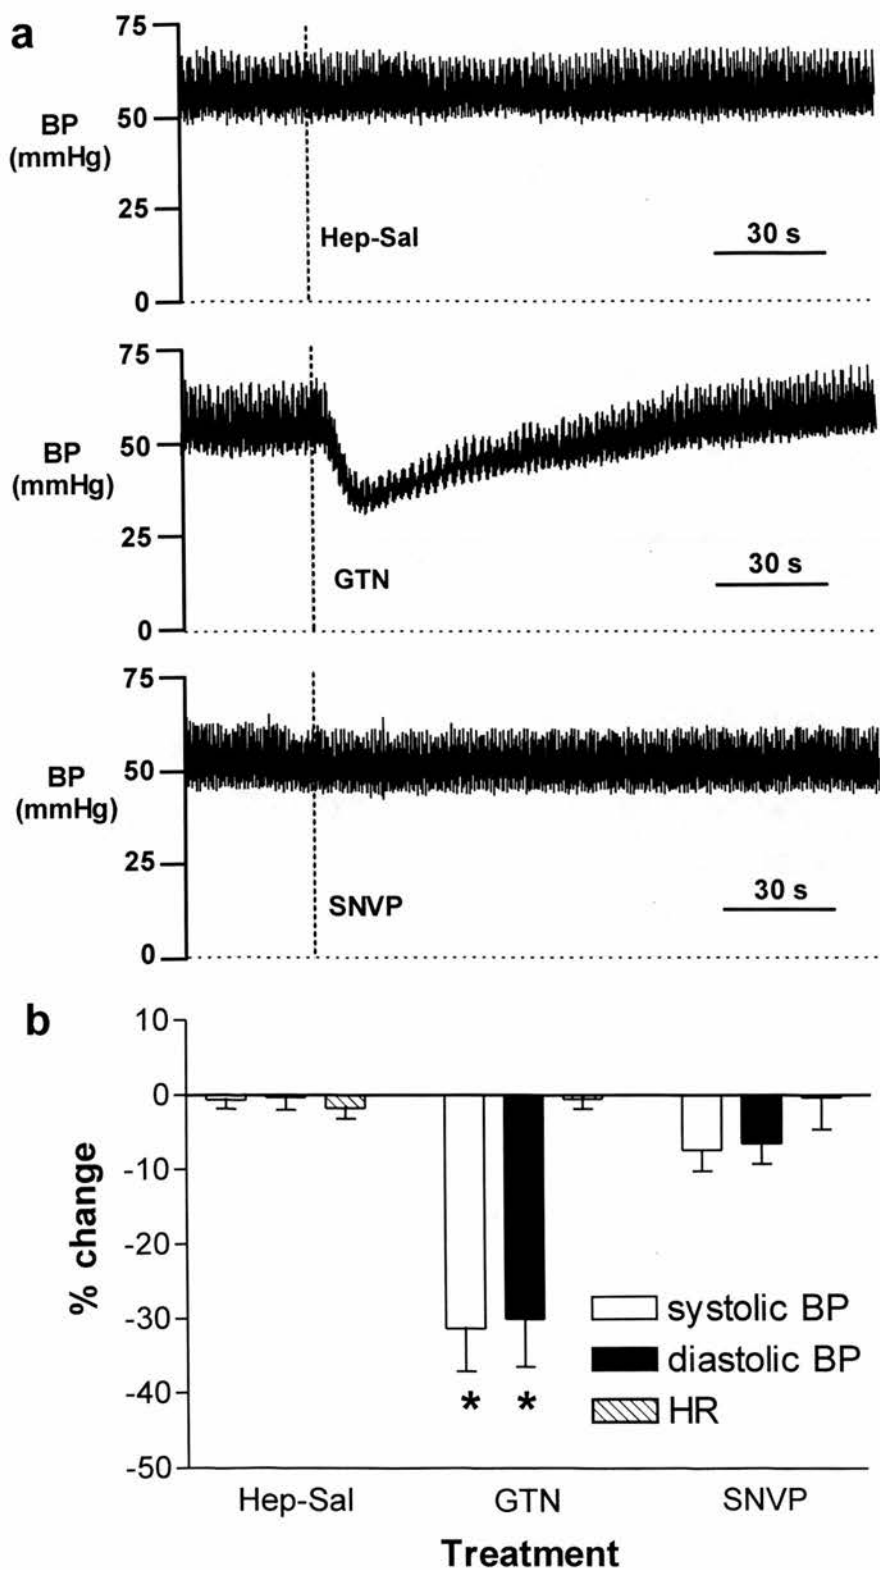 a
75
50
25
0
BP
(mmHg)
Hep-Sal
30 s
75
50
25
0
BP
(mmHg)
GTN
30 s
75
50
25
0
BP
(mmHg)
SNVP
30 s
b
10
0
-10
-20
-30
-40
-50
% change
* *
systolic BP
diastolic BP
HR
Hep-Sal GTN SNVP
Treatment